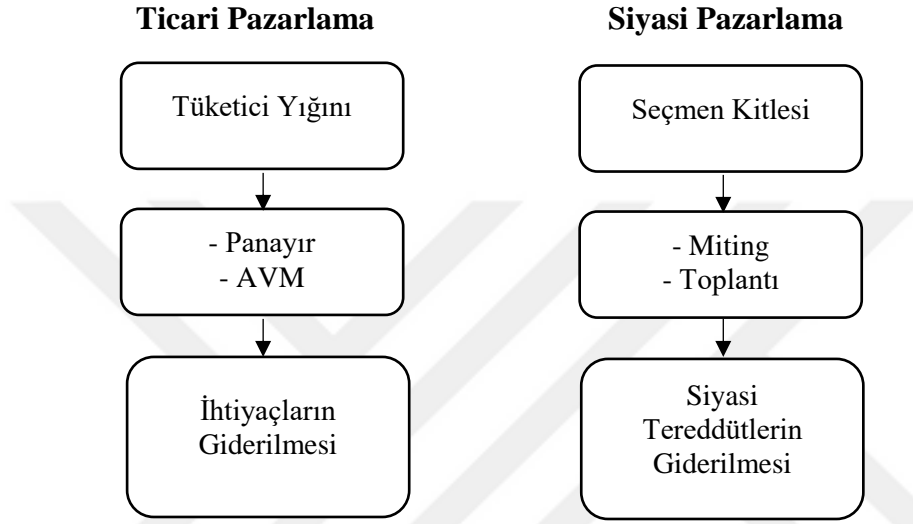 Ticari Pazarlama
Tüketici Yığını
- Panayır
- AVM
İhtiyaçların
Giderilmesi
Siyasi Pazarlama
Seçmen Kitlesi
- Miting
- Toplantı
Siyasi
Tereddütlerin
Giderilmesi